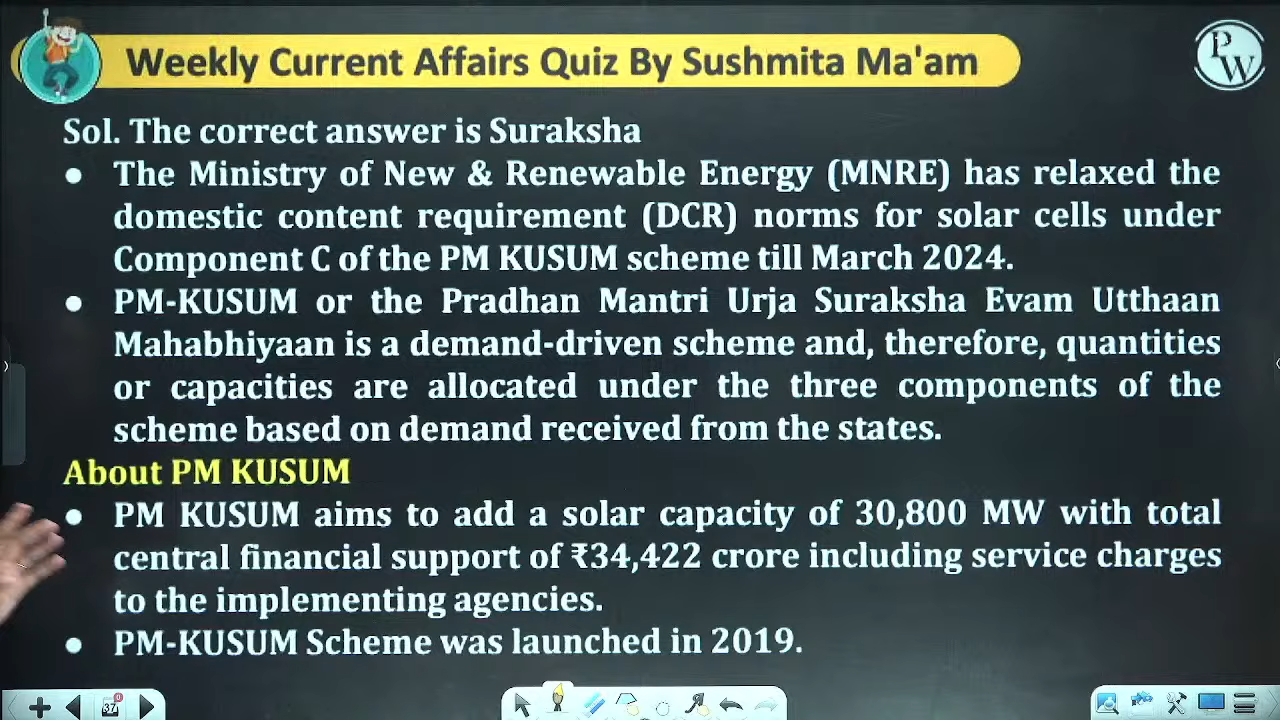 Weekly Current Affairs Quiz By Sushmita Ma'am
PW
Sol. The correct answer is Suraksha
● The Ministry of New & Renewable Energy (MNRE) has relaxed the
domestic content requirement (DCR) norms for solar cells under
Component C of the PM KUSUM scheme till March 2024.
● PM-KUSUM or the Pradhan Mantri Urja Suraksha Evam Utthaan
Mahabhiyaan is a demand-driven scheme and, therefore, quantities
or capacities are allocated under the three components of the
scheme based on demand received from the states.
About PM KUSUM
● PM KUSUM aims to add a solar capacity of 30,800 MW with total
central financial support of ₹34,422 crore including service charges
to the implementing agencies.
● PM-KUSUM Scheme was launched in 2019.
37
0